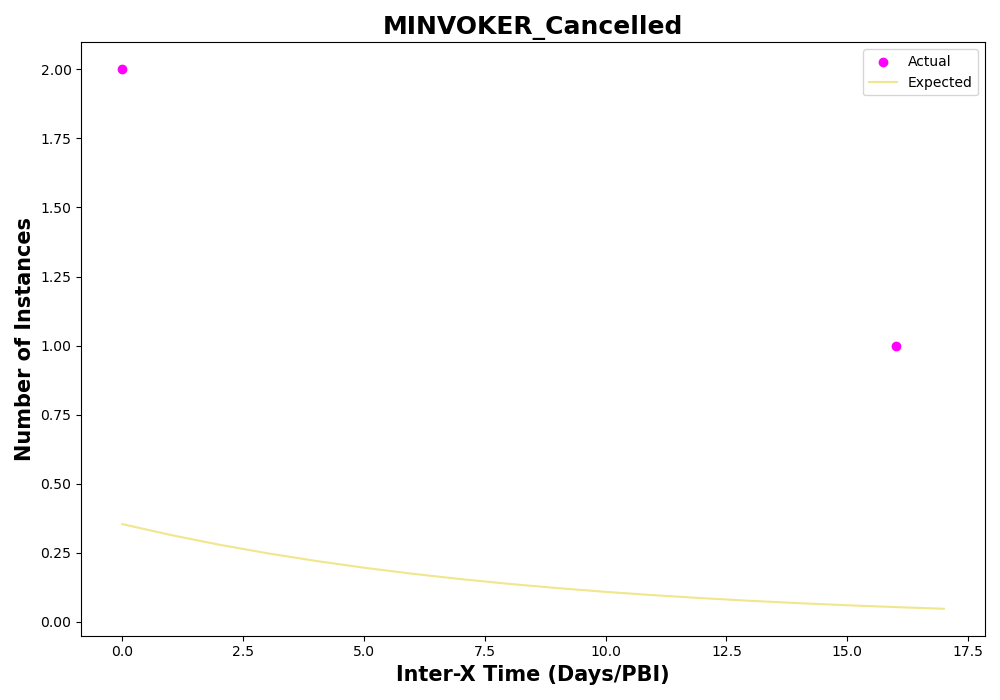 MINVOKER_Cancelled
Actual
Expected
Number of Instances
2.00
1.75
1.50
1.25
1.00
0.75
0.50
0.25
0.00
0.0 2.5 5.0 7.5 10.0 12.5 15.0 17.5
Inter-X Time (Days/PBI)